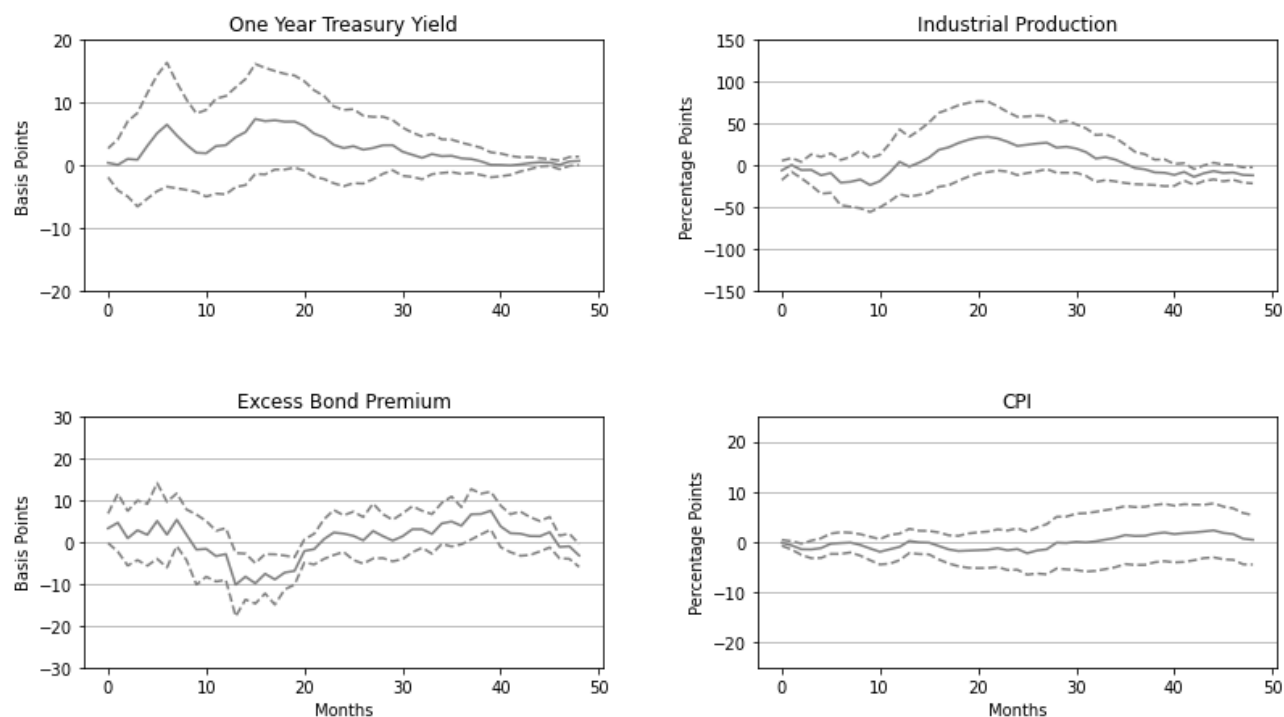 One Year Treasury Yield
Basis Points
20
10
0
−10
−20
0 10 20 30 40 50
Industrial Production
Percentage Points
150
100
50
0
−50
−100
−150
0 10 20 30 40 50
Excess Bond Premium
Basis Points
30
20
10
0
−10
−20
−30
0 10 20 30 40 50
Months
CPI
Percentage Points
20
10
0
−10
−20
0 10 20 30 40 50
Months